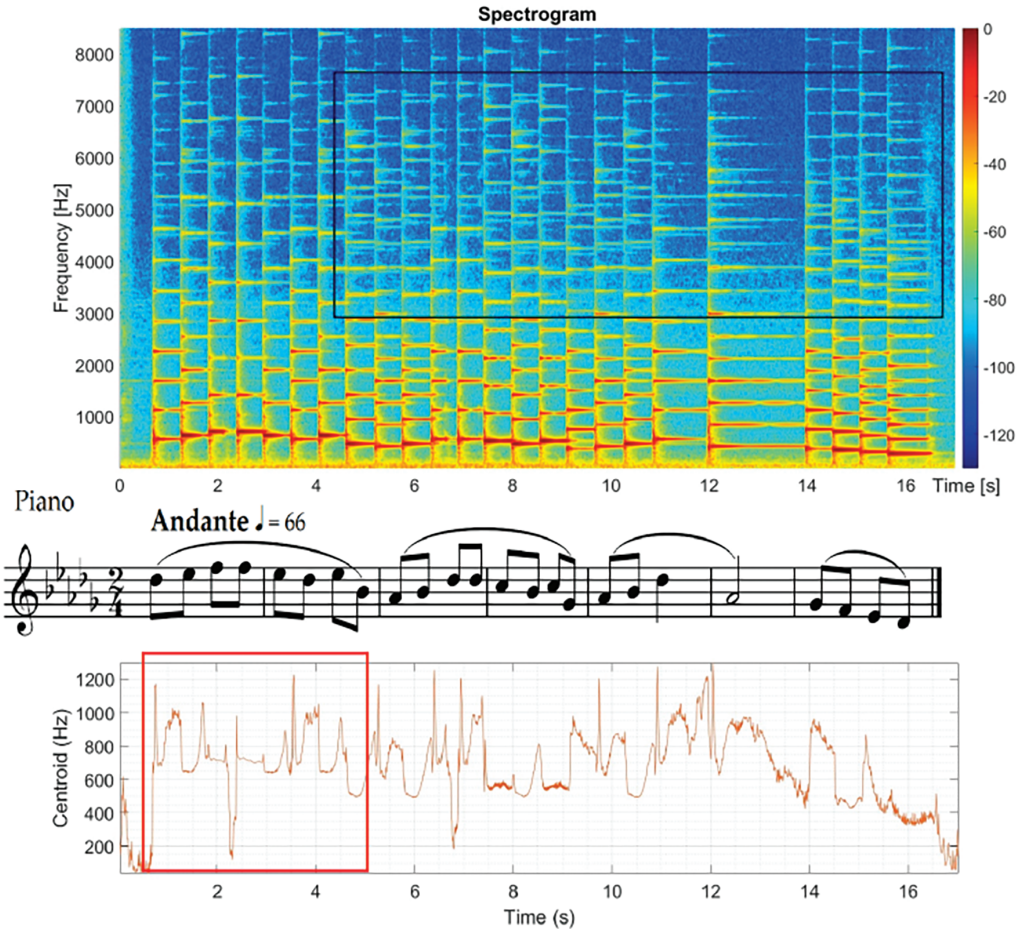 Spectrogram
Frequency [Hz]
8000
7000
6000
5000
4000
3000
2000
1000
0 2 4 6 8 10 12 14 16 Time [s]
0
-20
-40
-60
-80
-100
-120
Piano
Andante ♩= 66
2
4
Centroid (Hz)
1200
1000
800
600
400
200
2 4 6 8 10 12 14 16
Time (s)